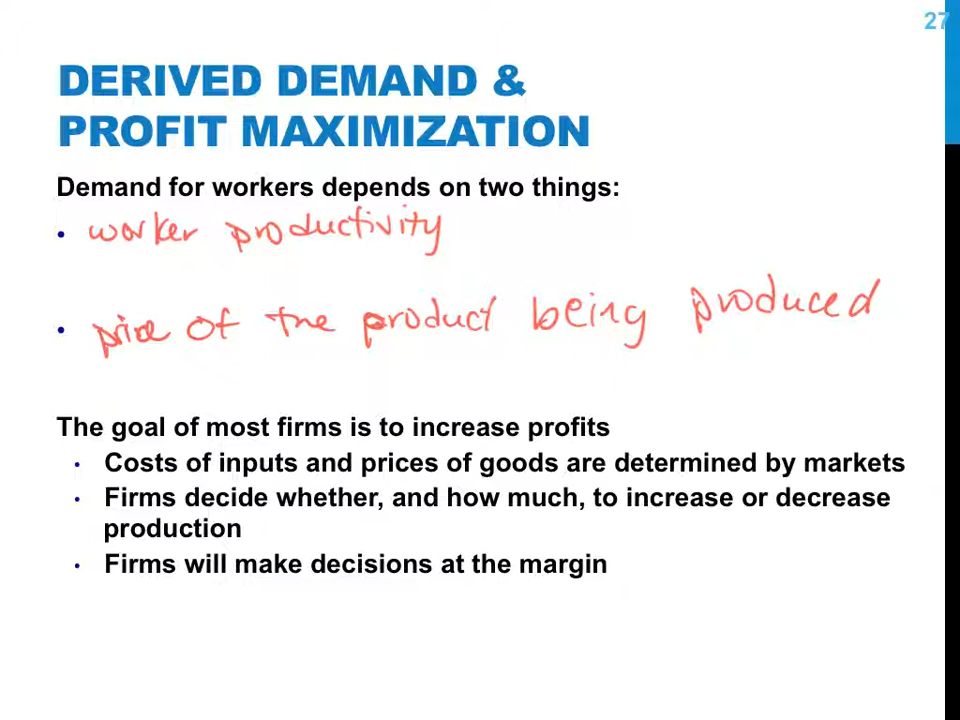 27
DERIVED DEMAND &
PROFIT MAXIMIZATION
Demand for workers depends on two things:
• worker productivity
• price of the product being produced
The goal of most firms is to increase profits
• Costs of inputs and prices of goods are determined by markets
• Firms decide whether, and how much, to increase or decrease
production
• Firms will make decisions at the margin